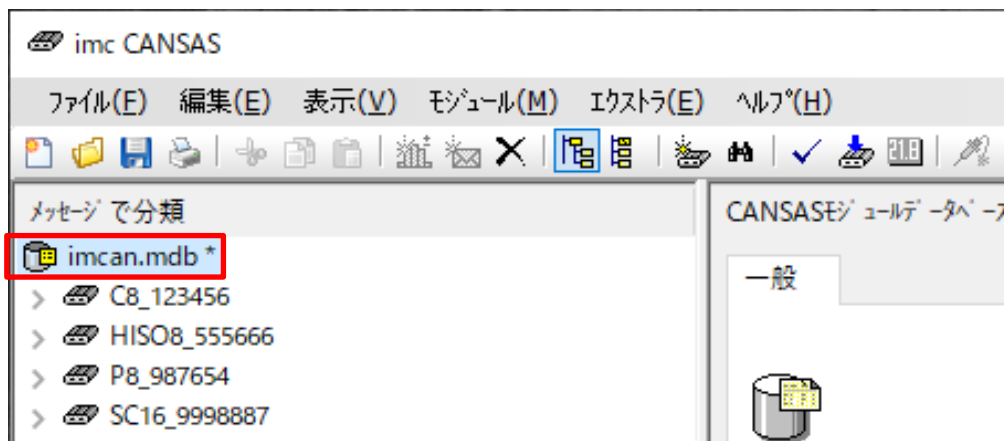 imc CANSAS
ファイル(F) 編集(E) 表示(V) モジュール(M) エクストラ(E) ヘルプ(H)
メッセージで分類
CANSASモジュールデータベース
imcan.mdb *
一般
C8_123456
HISO8_555666
P8_987654
SC16_9998887